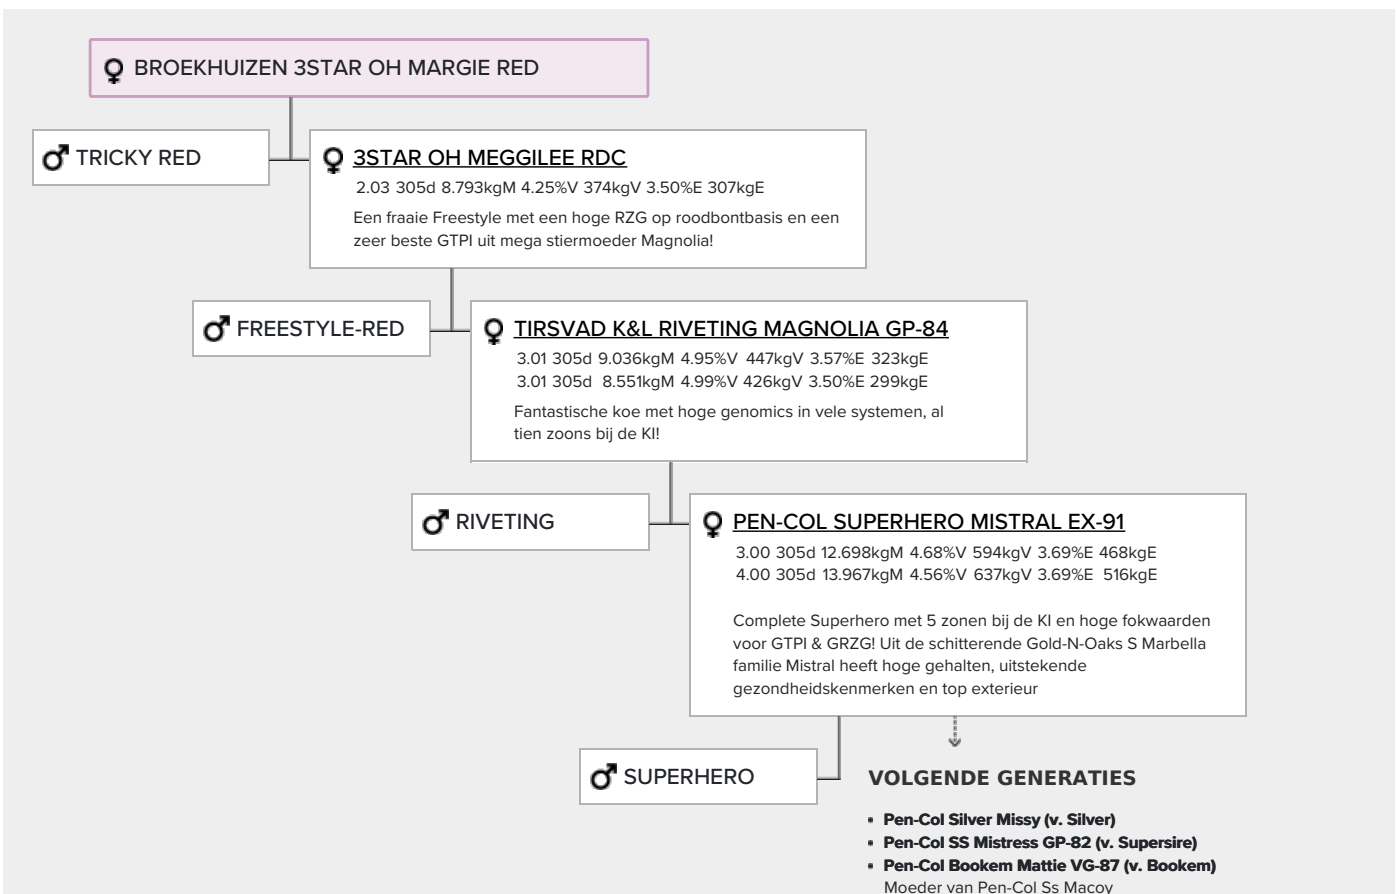 BROEKHUIZEN 3STAR OH MARGIE RED
TRICKY RED
3STAR OH MEGGILEE RDC
2.03 305d 8.793kgM 4.25%V 374kgV 3.50%E 307kgE
Een fraaie Freestyle met een hoge RZG op roodbontbasis en een
zeer beste GTPI uit mega stiermoeder Magnolia!
FREESTYLE-RED
TIRSVAD K&L RIVETING MAGNOLIA GP-84
3.01 305d 9.036kgM 4.95%V 447kgV 3.57%E 323kgE
3.01 305d 8.551kgM 4.99%V 426kgV 3.50%E 299kgE
Fantastische koe met hoge genomics in vele systemen, al
tien zoons bij de KI!
RIVETING
PEN-COL SUPERHERO MISTRAL EX-91
3.00 305d 12.698kgM 4.68%V 594kgV 3.69%E 468kgE
4.00 305d 13.967kgM 4.56%V 637kgV 3.69%E 516kgE
Complete Superhero met 5 zonen bij de KI en hoge fokwaarden
voor GTPI & GRZG! Uit de schitterende Gold-N-Oaks S Marbella
familie Mistral heeft hoge gehalten, uitstekende
gezondheidskenmerken en top exterieur
SUPERHERO
VOLGENDE GENERATIES
• Pen-Col Silver Missy (v. Silver)
• Pen-Col SS Mistress GP-82 (v. Supersire)
• Pen-Col Bookem Mattie VG-87 (v. Bookem)
Moeder van Pen-Col Ss Macoy